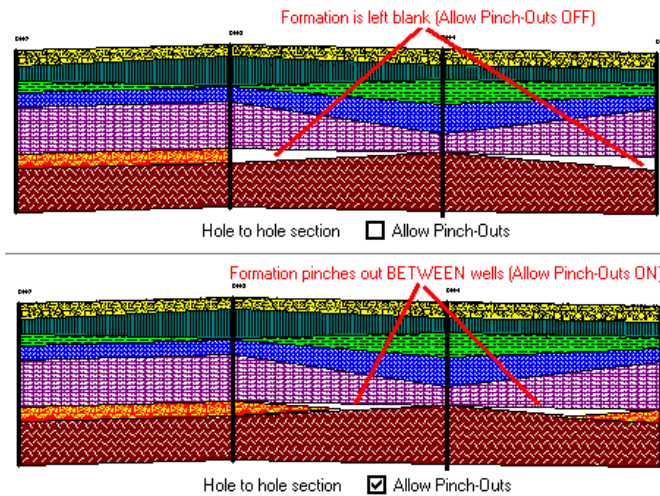 Formation is left blank (Allow Pinch-Outs OFF)
Hole to hole section Allow Pinch-Outs
Formation pinches out BETWEEN wells (Allow Pinch-Outs ON)
Hole to hole section Allow Pinch-Outs